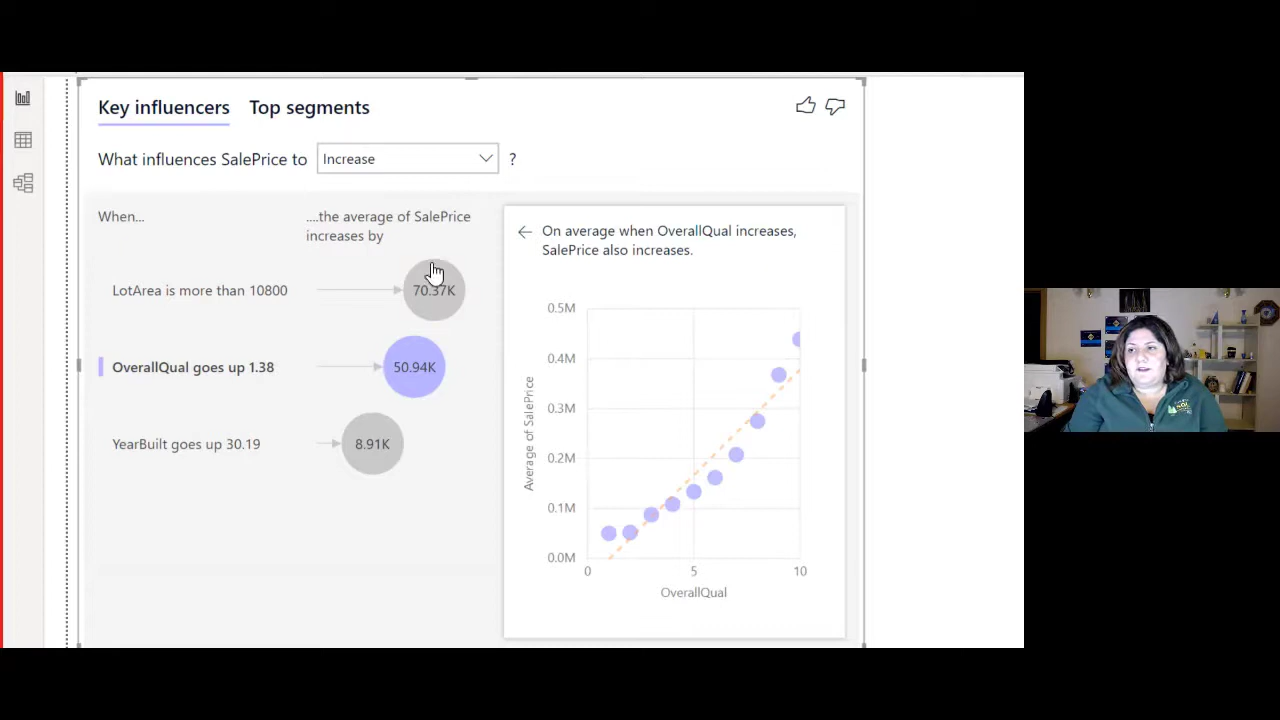 Key influencers Top segments
What influences SalePrice to Increase ?
When...
....the average of SalePrice
increases by
LotArea is more than 10800 70.37K
OverallQual goes up 1.38 50.94K
YearBuilt goes up 30.19 8.91K
On average when OverallQual increases,
SalePrice also increases.
0.5M
0.4M
0.3M
0.2M
0.1M
0.0M
Average of SalePrice
0 5 10
OverallQual